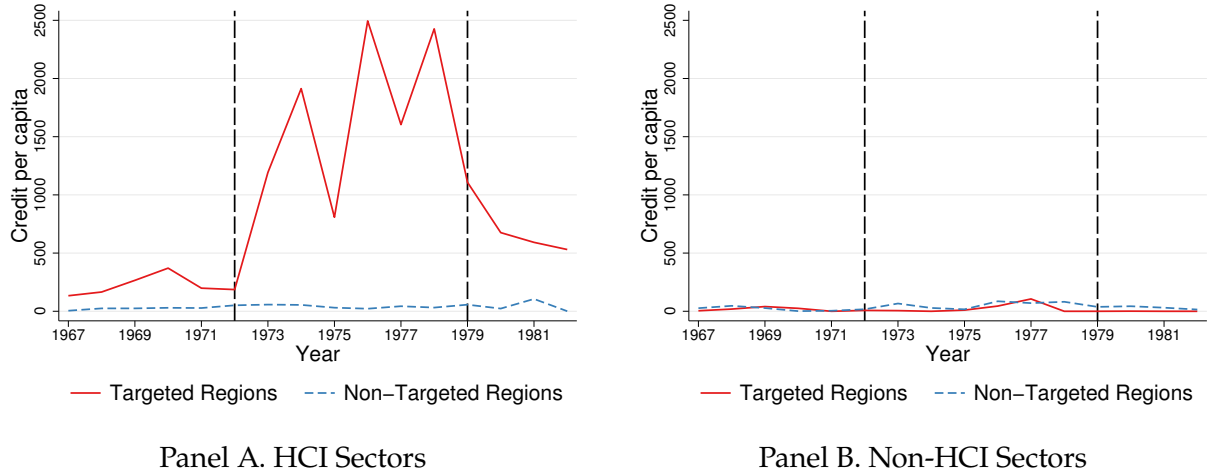 2500
2000
1500
1000
500
0
Credit per capita
1967 1969 1971 1973 1975 1977 1979 1981
Year
Targeted Regions Non−Targeted Regions
Panel A. HCI Sectors
2500
2000
1500
1000
500
0
Credit per capita
1967 1969 1971 1973 1975 1977 1979 1981
Year
Targeted Regions Non−Targeted Regions
Panel B. Non-HCI Sectors